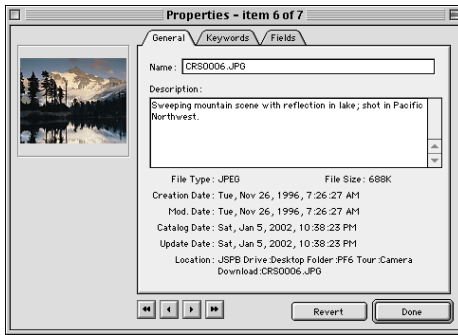 Properties – item 6 of 7
General Keywords Fields
Name: CRS0006.JPG
Description:
Sweeping mountain scene with reflection in lake; shot in Pacific
Northwest.
File Type: JPEG File Size: 688K
Creation Date: Tue, Nov 26, 1996, 7:26:27 AM
Mod. Date: Tue, Nov 26, 1996, 7:26:27 AM
Catalog Date: Sat, Jan 5, 2002, 10:38:23 PM
Update Date: Sat, Jan 5, 2002, 10:38:23 PM
Location: JSPB Drive:Desktop Folder:PF6 Tour:Camera
Download:CRS0006.JPG
Revert Done